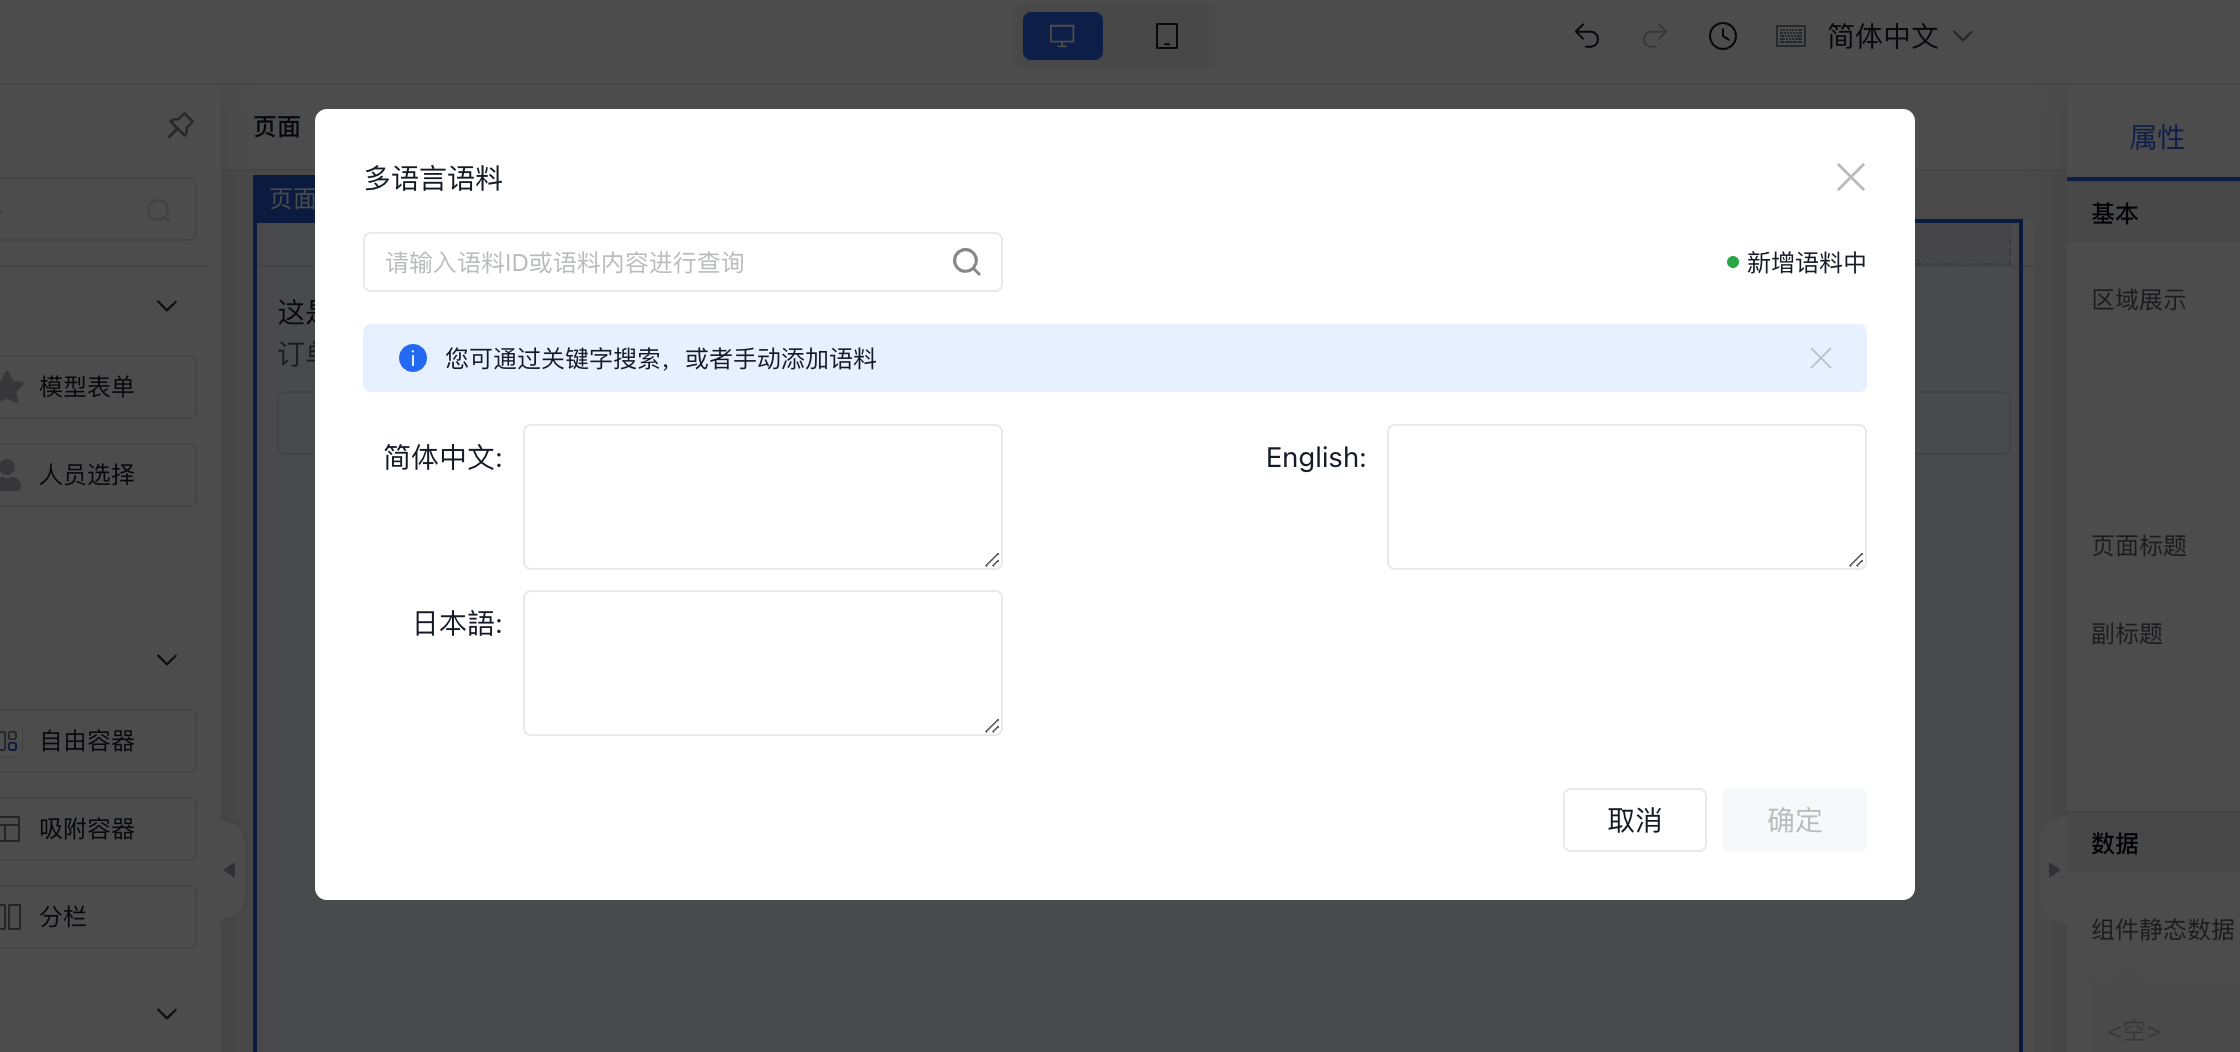 简体中文
页面
属性
页面
多语言语料
基本
请输入语料ID或语料内容进行查询
新增语料中
区域展示
这
订
您可通过关键字搜索，或者手动添加语料
模型表单
简体中文:
English:
人员选择
页面标题
日本語:
副标题
自由容器
取消
确定
吸附容器
数据
分栏
组件静态数据
<空>